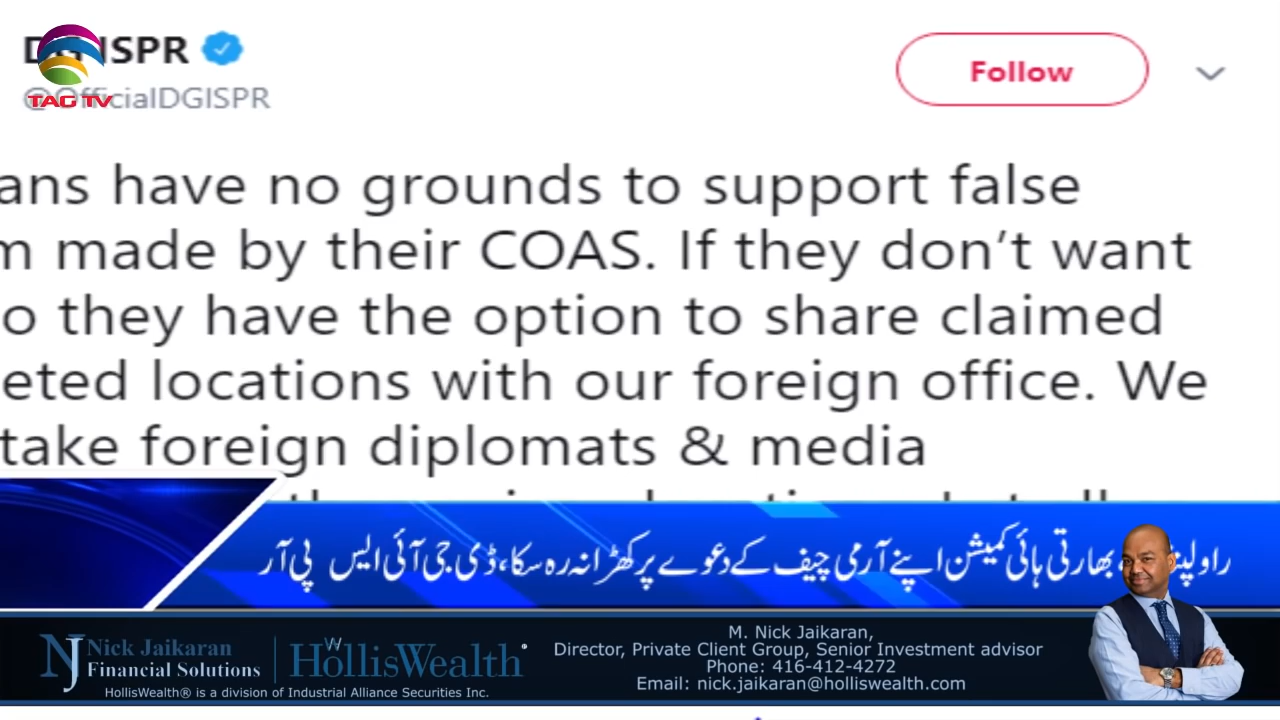 DG ISPR
@OfficialDGISPR
TAG TV
Follow
ans have no grounds to support false
m made by their COAS. If they don’t want
o they have the option to share claimed
eted locations with our foreign office. We
take foreign diplomats & media
بھارتی ہائی کمیشن اپنے آرمی چیف کے دعوے پر کھڑا نہ رہ سکا، ڈی جی آئی ایس پی آر
NJ Nick Jaikaran
Financial Solutions
W
HollisWealth®
HollisWealth® is a division of Industrial Alliance Securities Inc.
M. Nick Jaikaran,
Director, Private Client Group, Senior Investment advisor
Phone: 416-412-4272
Email: nick.jaikaran@holliswealth.com